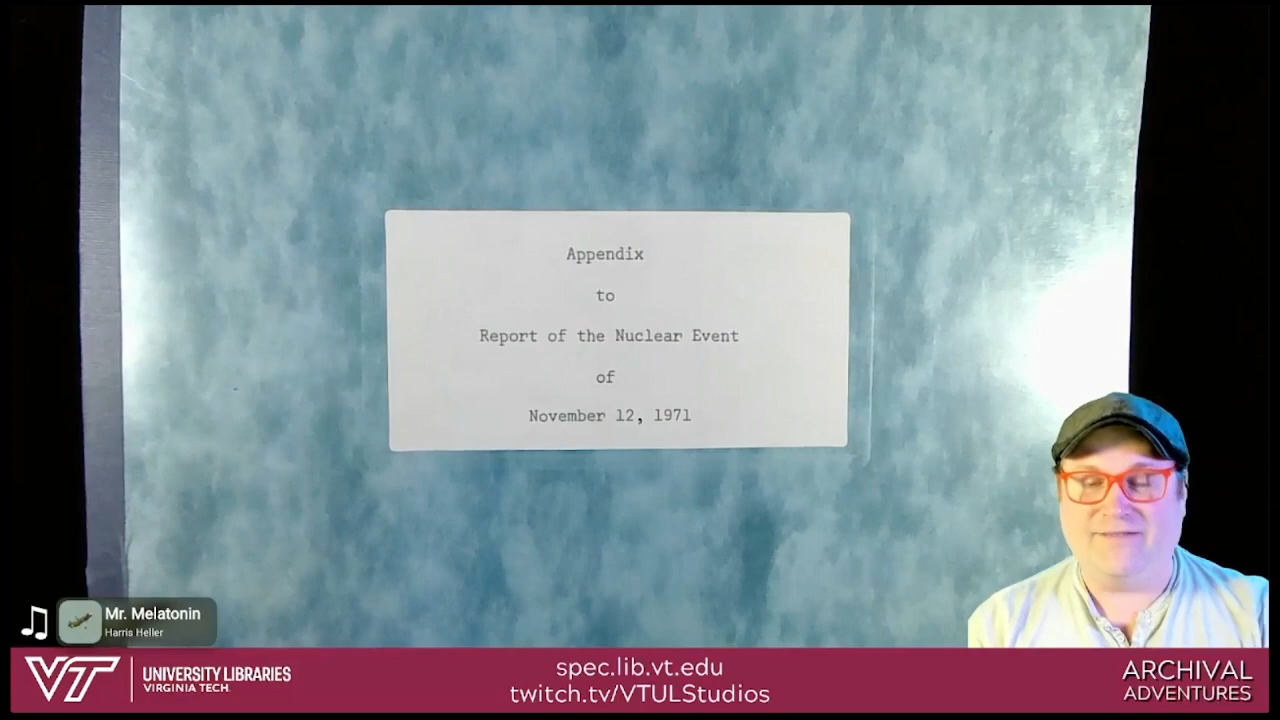 Appendix
to
Report of the Nuclear Event
of
November 12, 1971
Mr. Melatonin
Harris Heller
VT
UNIVERSITY LIBRARIES
VIRGINIA TECH.
spec.lib.vt.edu
twitch.tv/VTULStudios
ARCHIVAL
ADVENTURES